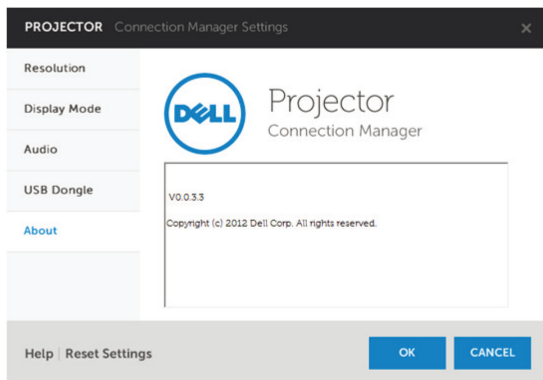 PROJECTOR Connection Manager Settings ×
Resolution
Display Mode
Audio
USB Dongle
About
DELL
Projector
Connection Manager
V0.0.3.3
Copyright (c) 2012 Dell Corp. All rights reserved.
Help | Reset Settings
OK
CANCEL